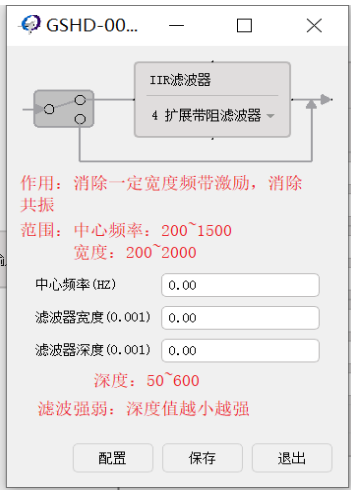 GSHD-00...
IIR滤波器
4 扩展带阻滤波器
作用：消除一定宽度频带激励，消除
共振
范围：中心频率：200~1500
宽度：200~2000
中心频率(HZ) 0.00
滤波器宽度(0.001) 0.00
滤波器深度(0.001) 0.00
深度：50~600
滤波强弱：深度值越小越强
配置 保存 退出